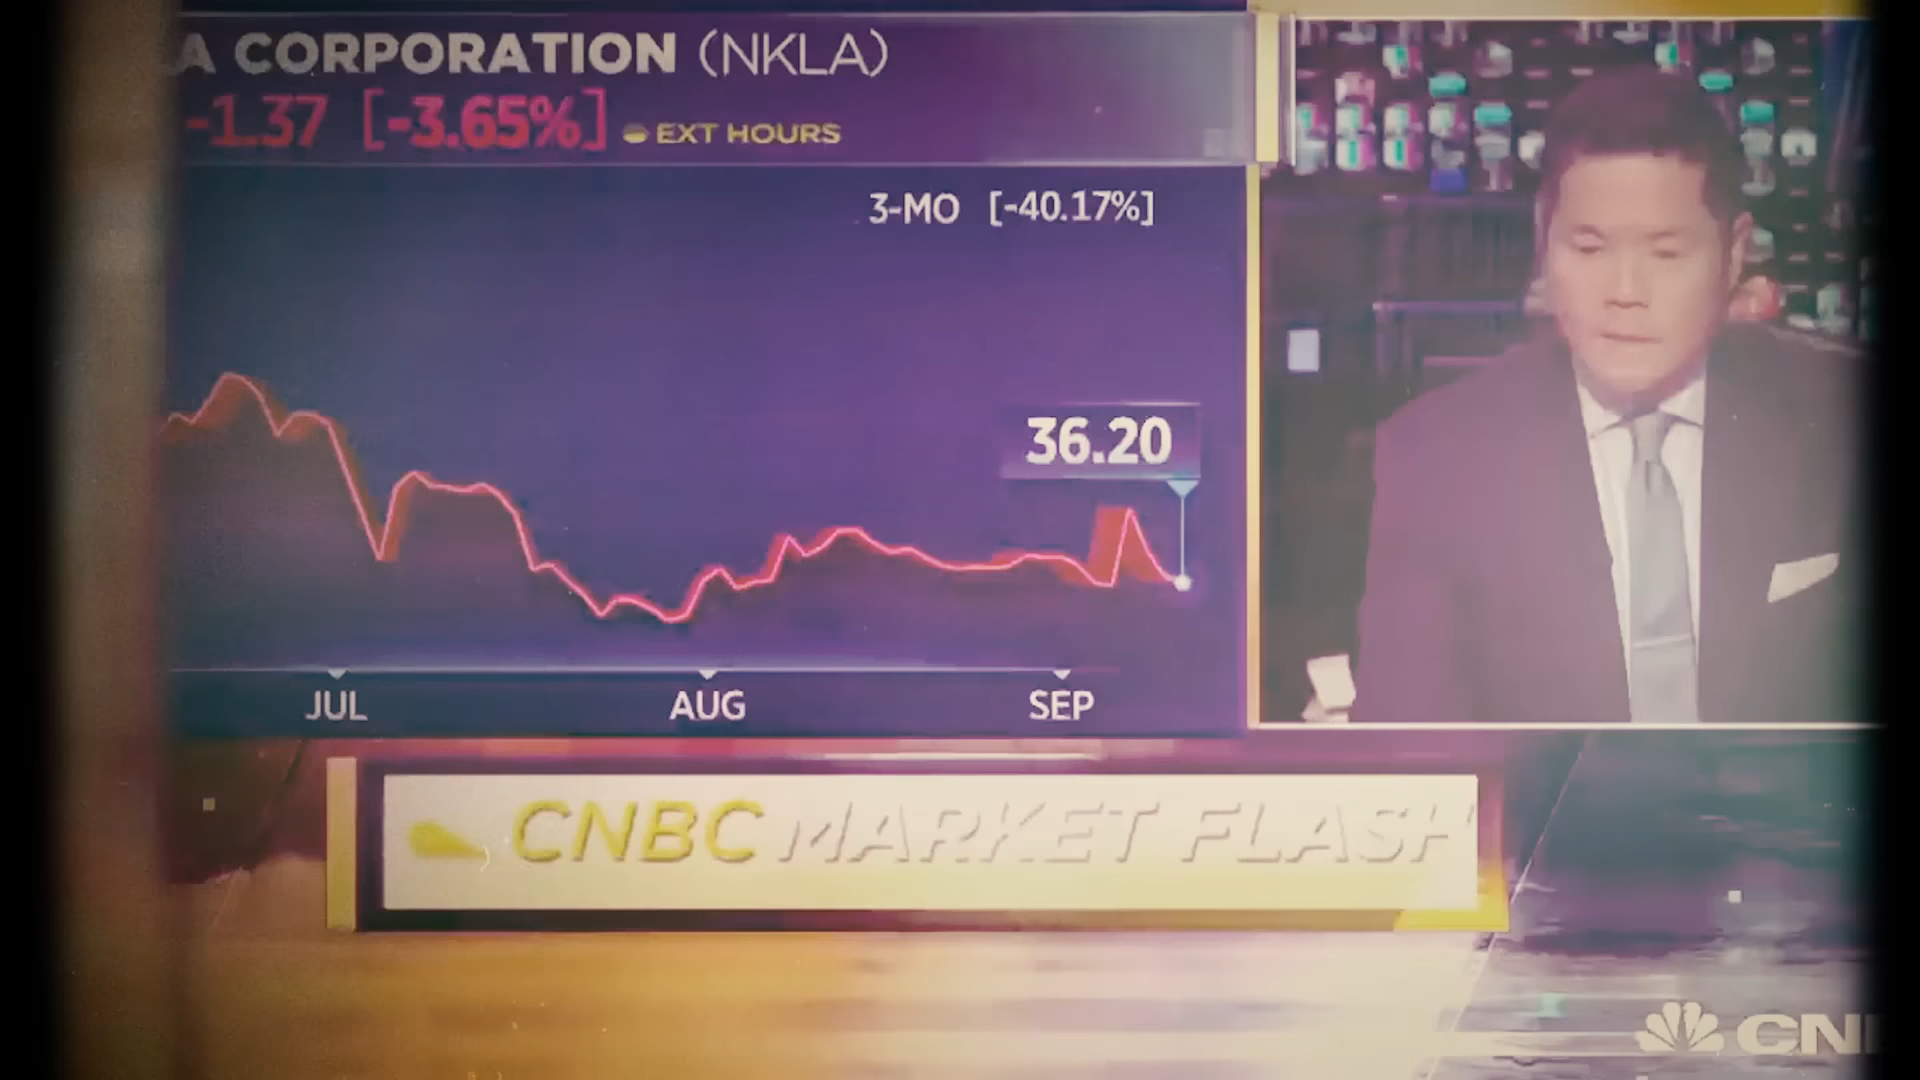 A CORPORATION (NKLA)
-1.37 [-3.65%] EXT HOURS
3-MO [-40.17%]
36.20
JUL AUG SEP
CNBC MARKET FLASH
CN